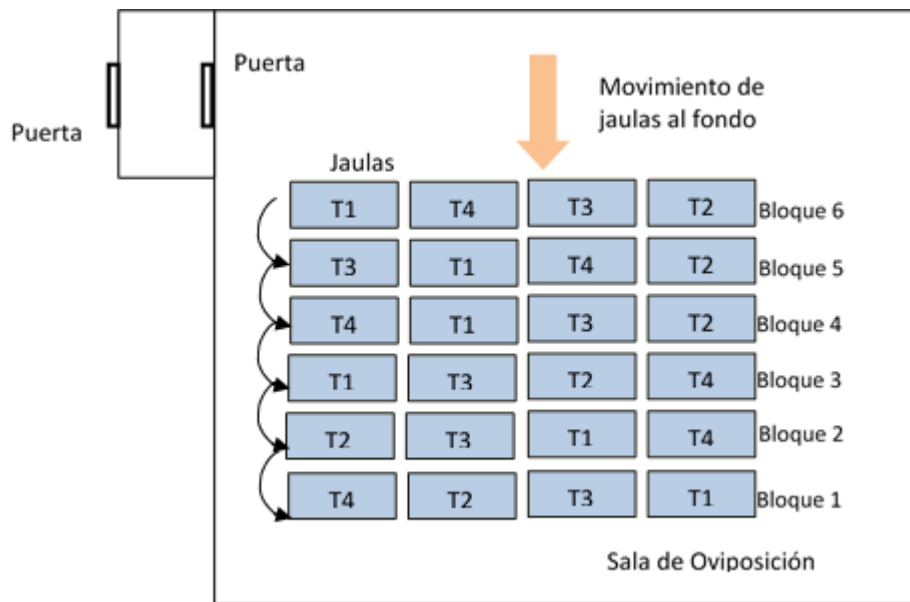 Puerta
Puerta
Movimiento de
jaulas al fondo
Jaulas
T1 T4 T3 T2 Bloque 6
T3 T1 T4 T2 Bloque 5
T4 T1 T3 T2 Bloque 4
T1 T3 T2 T4 Bloque 3
T2 T3 T1 T4 Bloque 2
T4 T2 T3 T1 Bloque 1
Sala de Oviposición